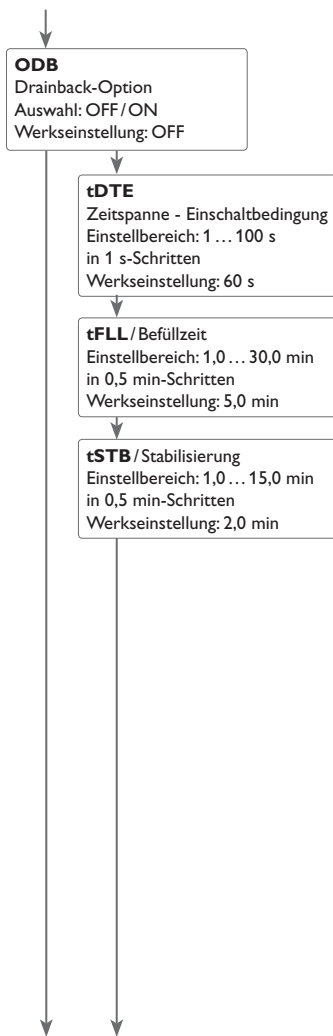 ODB
Drainback-Option
Auswahl: OFF / ON
Werkseinstellung: OFF
tDTE
Zeitspanne - Einschaltbedingung
Einstellbereich: 1 … 100 s
in 1 s-Schritten
Werkseinstellung: 60 s
tFLL / Befüllzeit
Einstellbereich: 1,0 … 30,0 min
in 0,5 min-Schritten
Werkseinstellung: 5,0 min
tSTB / Stabilisierung
Einstellbereich: 1,0 … 15,0 min
in 0,5 min-Schritten
Werkseinstellung: 2,0 min